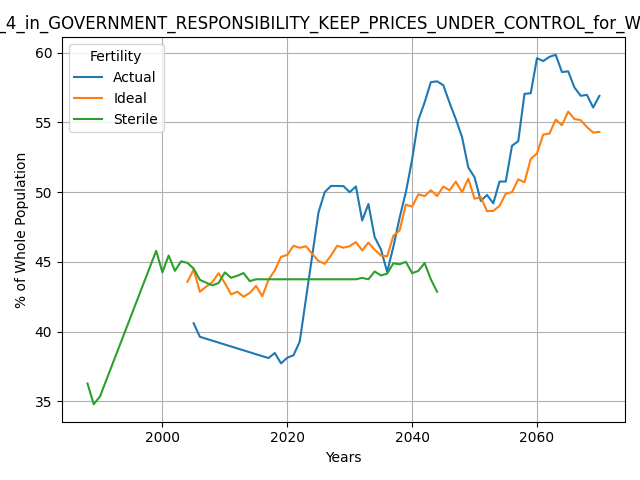 _4_in_GOVERNMENT_RESPONSIBILITY_KEEP_PRICES_UNDER_CONTROL_for_W
60
55
50
45
40
35
% of Whole Population
Fertility
Actual
Ideal
Sterile
2000 2020 2040 2060
Years